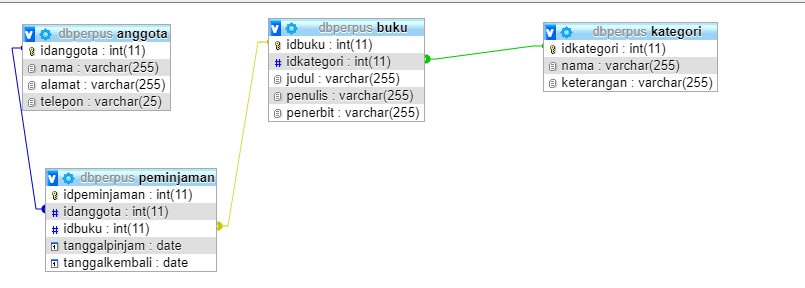 dbperpus anggota
idanggota : int(11)
nama : varchar(255)
alamat : varchar(255)
telepon : varchar(25)
dbperpus buku
idbuku : int(11)
idkategori : int(11)
judul : varchar(255)
penulis : varchar(255)
penerbit : varchar(255)
dbperpus kategori
idkategori : int(11)
nama : varchar(255)
keterangan : varchar(255)
dbperpus peminjaman
idpeminjaman : int(11)
idanggota : int(11)
idbuku : int(11)
tanggalpinjam : date
tanggalkembali : date